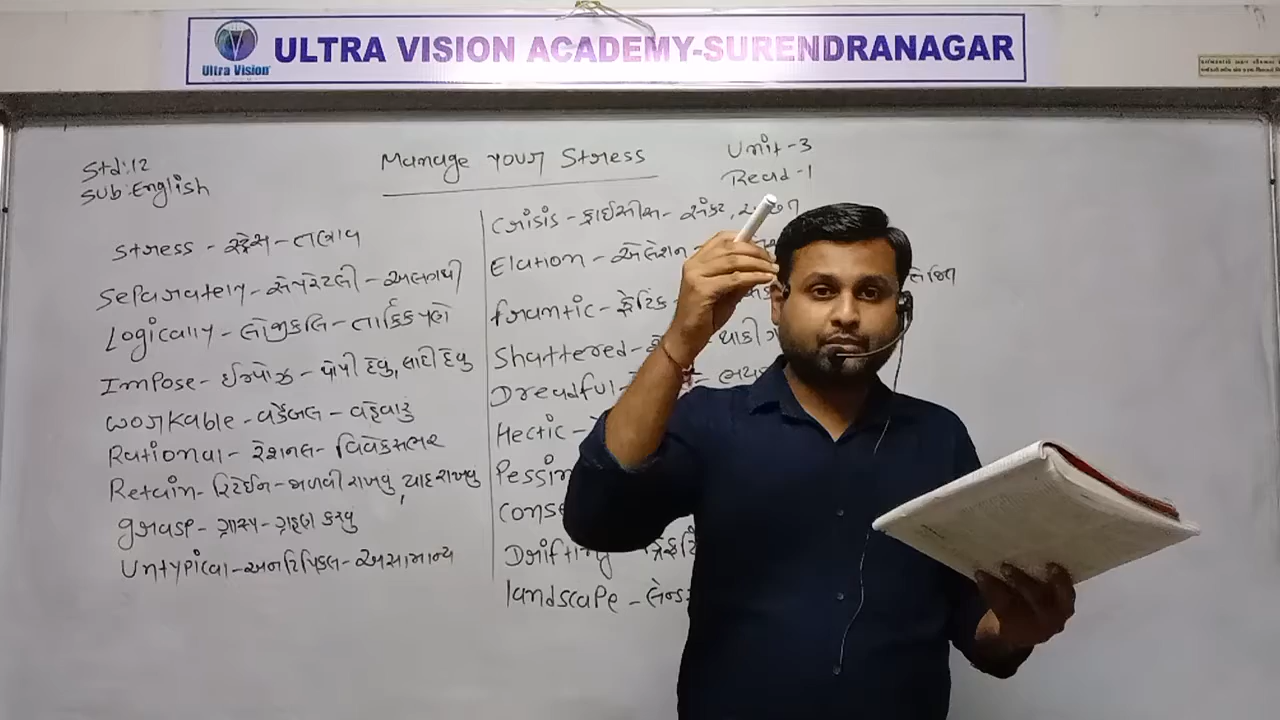 Ultra Vision
ULTRA VISION ACADEMY-SURENDRANAGAR
Std:12
Sub:English
Manage your Stress
Unit-3
Read-1
Stress - સ્ટ્રેસ - તણાવ
Separately - સેપરેટલી - અલગથી
Logically - લોજીકલિ - તાર્કિકપણે
Impose - ઈમ્પોઝ - થોપી દેવું, લાદી દેવું
Workable - વર્કેબલ - વહેવારું
Rational - રેશનલ - વિવેકસભર
Retain - રિટેઈન - જાળવી રાખવું, યાદ રાખવું
grasp - ગ્રાસ્પ - ગ્રહણ કરવું
Untypical - અનટિપિકલ - અસામાન્ય
Crisis - ક્રાઈસીસ - સંકટ,
Elation - એલેશન -
frantic - ફ્રેંટિક -
Shattered -
Dreadful -
Hectic -
Drifting
landscape -